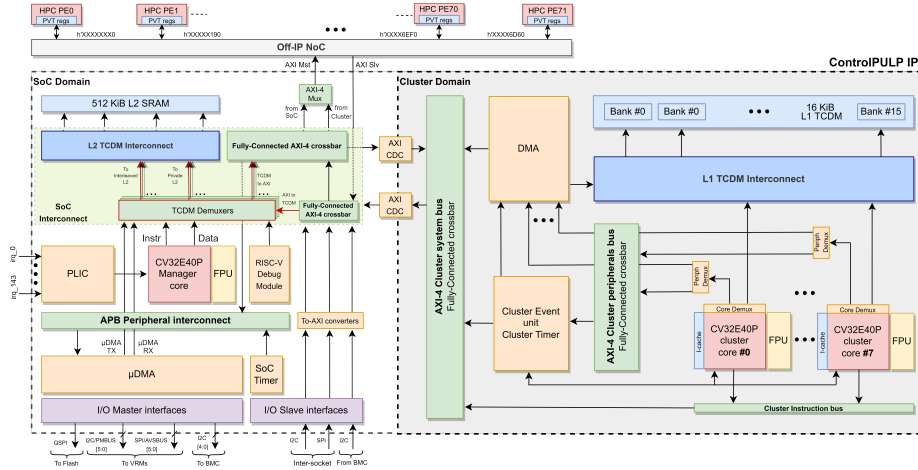 HPC PE0
PVT regs
HPC PE1
PVT regs
HPC PE70
PVT regs
HPC PE71
PVT regs
h'XXXXXXX0
h'XXXXX190
h'XXXX6EF0
h'XXXX6D60
Off-IP NoC
AXI Mst
AXI Slv
ControlPULP IP
SoC Domain
Cluster Domain
AXI-4
Mux
512 KiB L2 SRAM
from
SoC
from
Cluster
L2 TCDM Interconnect
Fully-Connected AXI-4 crossbar
AXI
CDC
To
Interleaved
L2
To
Private
L2
TCDM
to AXI
AXI to
TCDM
SoC
Interconnect
TCDM Demuxers
Fully-Connected
AXI-4 crossbar
AXI
CDC
Instr
Data
irq_0
irq_143
PLIC
CV32E40P
Manager
core
FPU
RISC-V
Debug
Module
APB Peripheral interconnect
To-AXI converters
μDMA
TX
μDMA
RX
μDMA
SoC
Timer
I/O Master interfaces
I/O Slave interfaces
QSPI
I2C/PMBUS
[5:0]
SPI/AVSBUS
[5:0]
I2C
[4:0]
I2C
SPI
I2C
To Flash
To VRMs
To BMC
Inter-socket
From BMC
AXI-4 Cluster system bus
Fully-Connected crossbar
DMA
16 KiB
L1 TCDM
Bank #0
Bank #0
Bank #15
L1 TCDM Interconnect
AXI-4 Cluster peripherals bus
Fully-Connected crossbar
Periph
Demux
Periph
Demux
Cluster Event
unit
Cluster Timer
Core Demux
I-cache
CV32E40P
cluster
core #0
FPU
Core Demux
I-cache
CV32E40P
cluster
core #7
FPU
Cluster Instruction bus